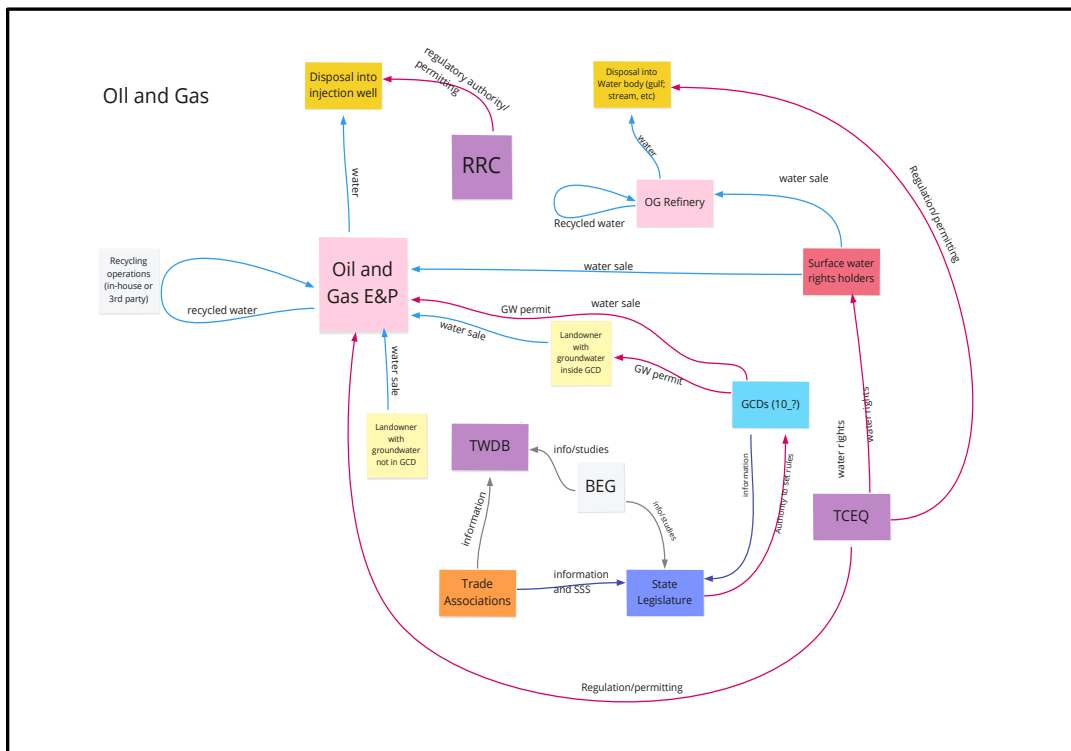 OIl and Gas
Disposal into
injection well
regulatory authority/
permitting
RRC
Disposal into
Water body (gulf;
stream, etc)
water
water
OG Refinery
Recycled water
water sale
Regulation/permitting
Recycling
operations
(in-house or
3rd party)
recycled water
Oil and
Gas E&P
water sale
Surface water
rights holders
GW permit
water sale
water sale
Landowner
with
groundwater
inside GCD
GW permit
water sale
GCDs (10_?)
Landowner
with
groundwater
not in GCD
TWDB
info/studies
BEG
information
info/studies
information
Authority to set rules
water rights
water rights
TCEQ
Trade
Associations
information
and SSS
State
Legislature
Regulation/permitting